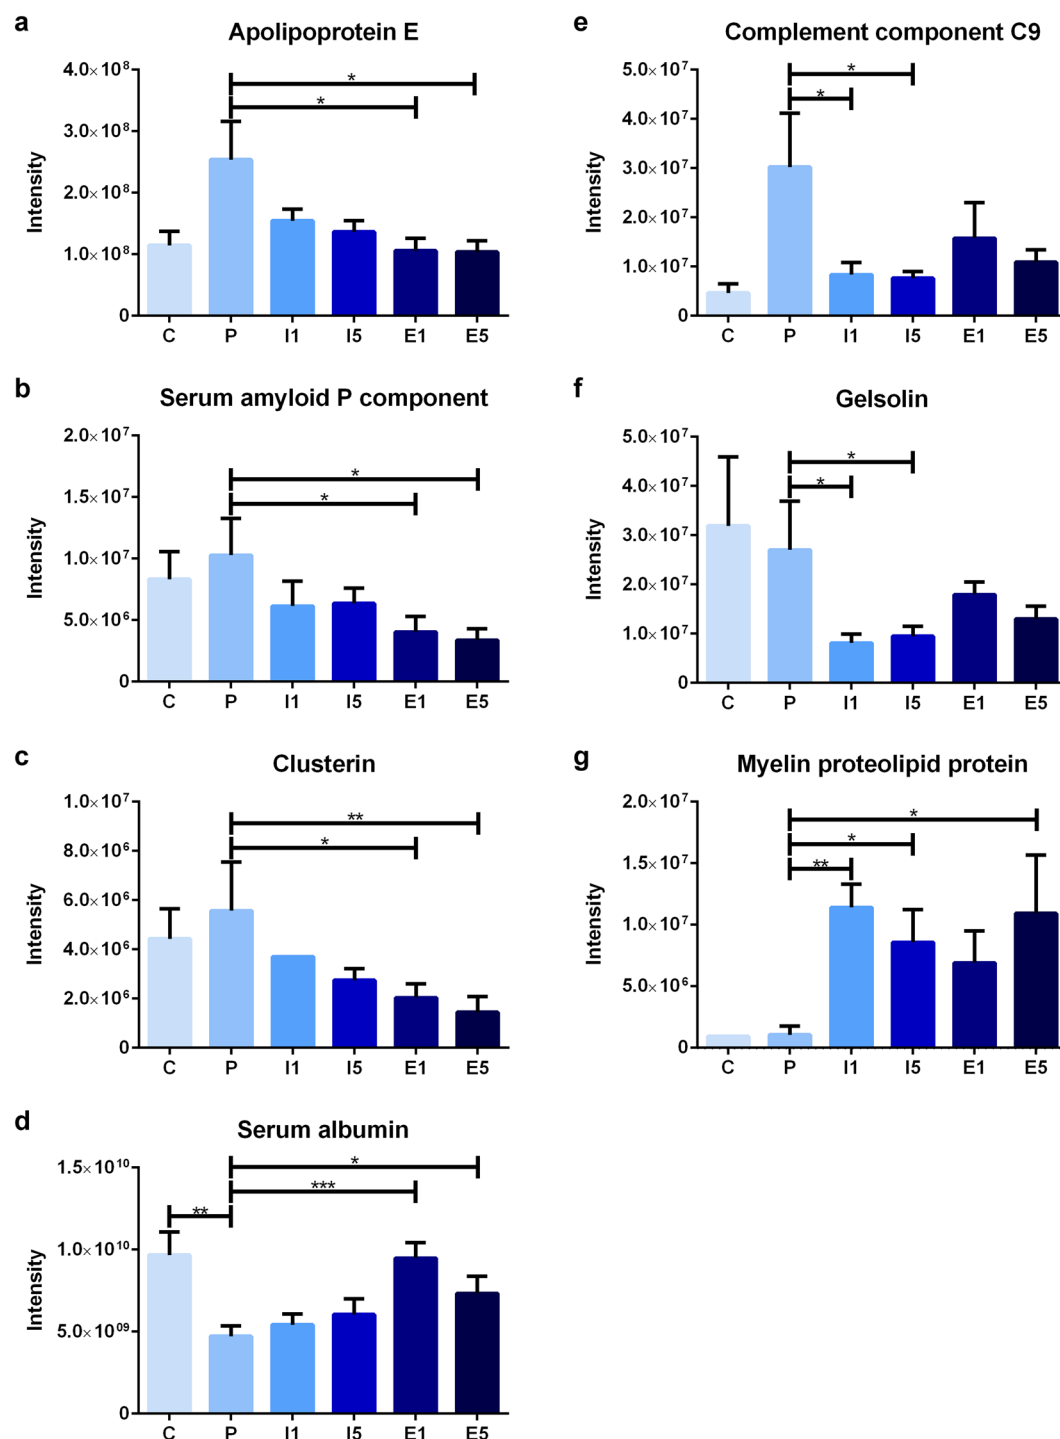 a
Apolipoprotein E
Intensity
4.0×10⁸
3.0×10⁸
2.0×10⁸
1.0×10⁸
0
*
*
C P I1 I5 E1 E5
b
Serum amyloid P component
Intensity
2.0×10⁷
1.5×10⁷
1.0×10⁷
5.0×10⁶
0
*
*
C P I1 I5 E1 E5
c
Clusterin
Intensity
1.0×10⁷
8.0×10⁶
6.0×10⁶
4.0×10⁶
2.0×10⁶
0
**
*
C P I1 I5 E1 E5
d
Serum albumin
Intensity
1.5×10¹⁰
1.0×10¹⁰
5.0×10⁰⁹
0
*
***
**
C P I1 I5 E1 E5
e
Complement component C9
Intensity
5.0×10⁷
4.0×10⁷
3.0×10⁷
2.0×10⁷
1.0×10⁷
0
*
*
C P I1 I5 E1 E5
f
Gelsolin
Intensity
5.0×10⁷
4.0×10⁷
3.0×10⁷
2.0×10⁷
1.0×10⁷
0
*
*
C P I1 I5 E1 E5
g
Myelin proteolipid protein
Intensity
2.0×10⁷
1.5×10⁷
1.0×10⁷
5.0×10⁶
0
*
*
**
C P I1 I5 E1 E5